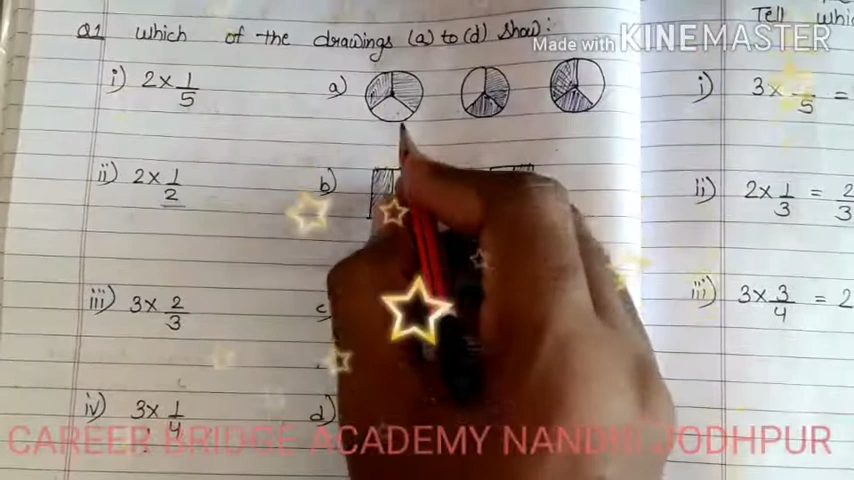 Q1 Which of the drawings (a) to (d) Show:
Made with KINEMASTER
i) 2 × 1/5 a)
ii) 2 × 1/2 b)
iii) 3 × 2/3 c
iv) 3 × 1/4 d)
Tell Which
i) 3 × /5 =
ii) 2 × 1/3 = 2/3
iii) 3 × 3/4 = 2
CAREER BRIDGE ACADEMY NANDRI JODHPUR